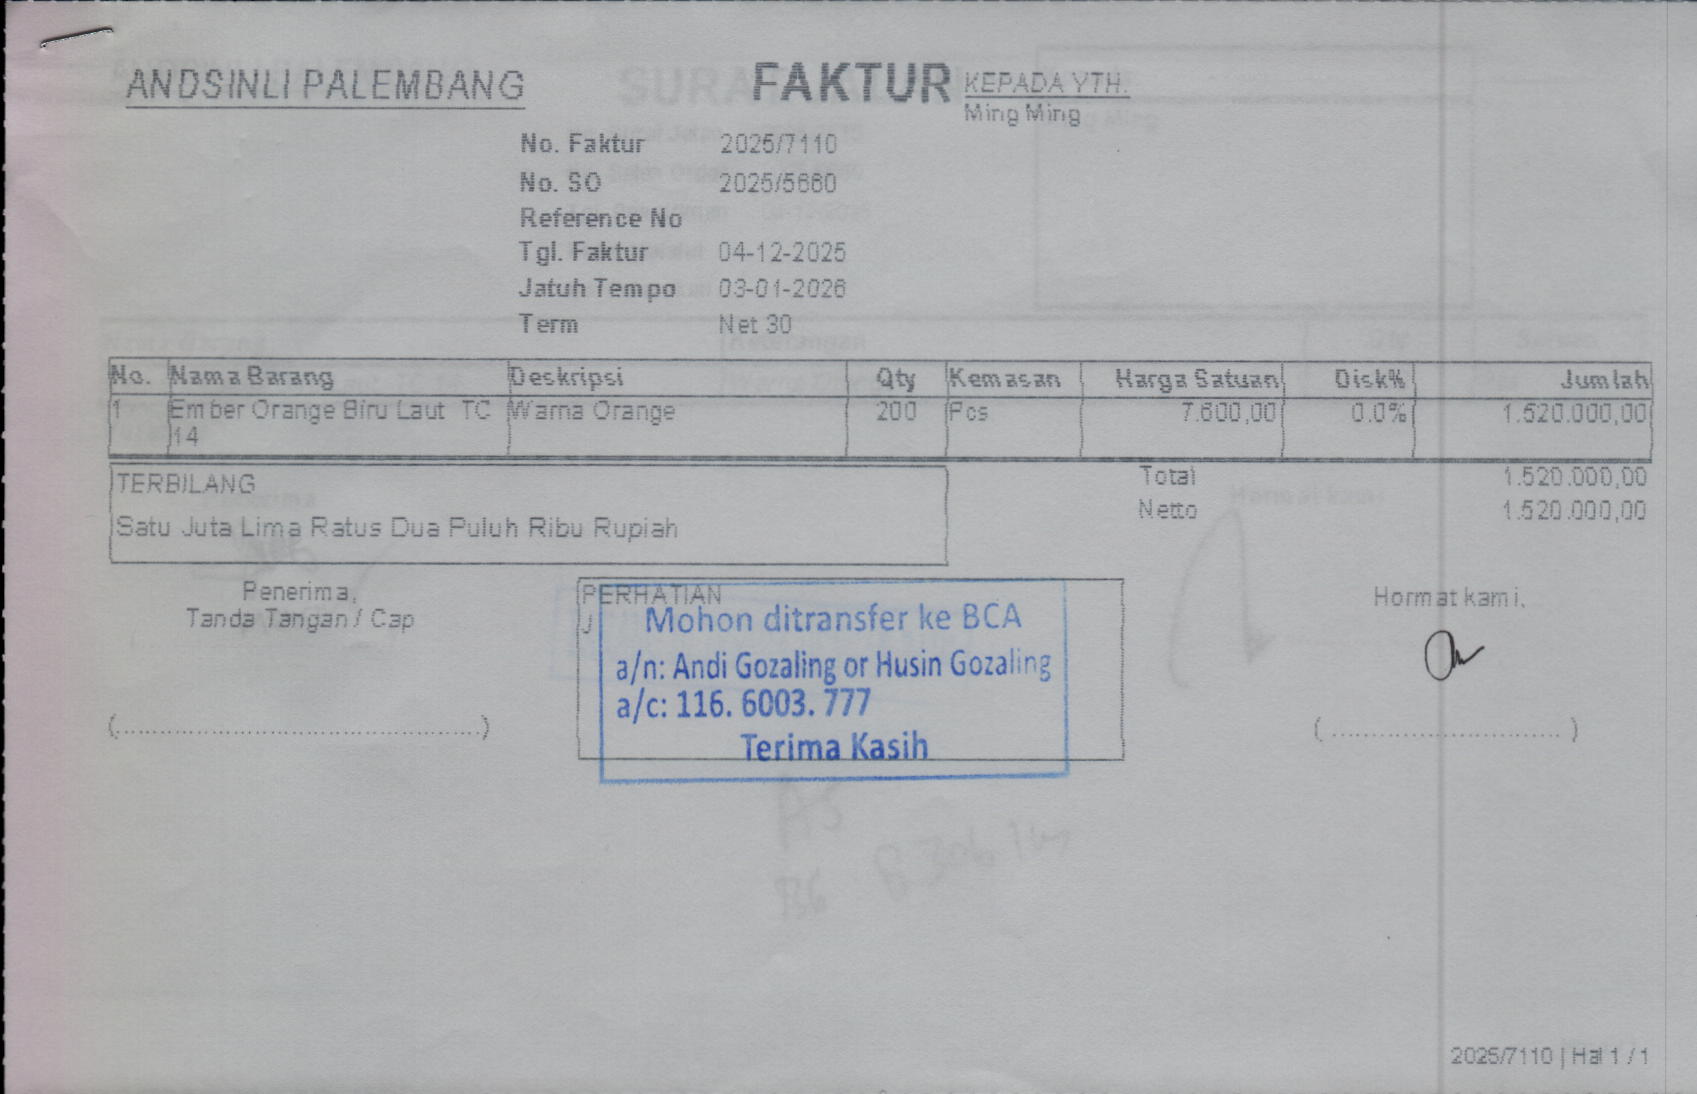 ANDSINLI PALEMBANG
FAKTUR
KEPADA YTH.
Ming Ming
No. Faktur 2025/7110
No. SO 2025/5660
Reference No
Tgl. Faktur 04-12-2025
Jatuh Tempo 03-01-2026
Term Net 30
No. Nama Barang Deskripsi Qty Kemasan Harga Satuan Disk% Jumlah
1 Ember Orange Biru Laut TC Warna Orange 200 Pcs 7.600,00 0.0% 1.520.000,00
14
TERBILANG
Satu Juta Lima Ratus Dua Puluh Ribu Rupiah
Total 1.520.000,00
Netto 1.520.000,00
Penerima,
Tanda Tangan / Cap
PERHATIAN
Mohon ditransfer ke BCA
a/n: Andi Gozaling or Husin Gozaling
a/c: 116. 6003. 777
Terima Kasih
Hormat kami,
(............................................)
(............................)
2025/7110 | Hal 1 / 1